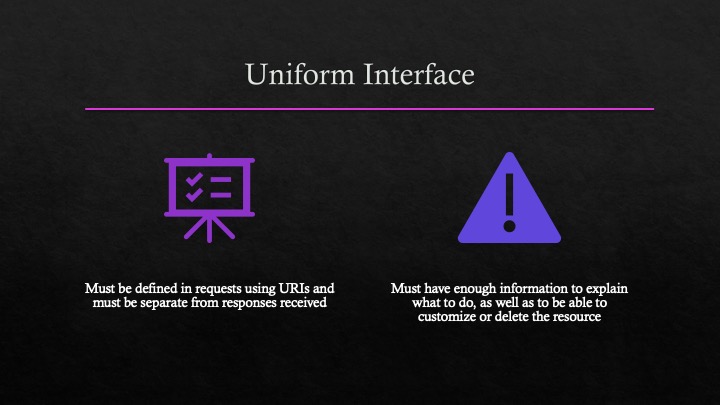 Uniform Interface
Must be defined in requests using URIs and
must be separate from responses received
Must have enough information to explain
what to do, as well as to be able to
customize or delete the resource